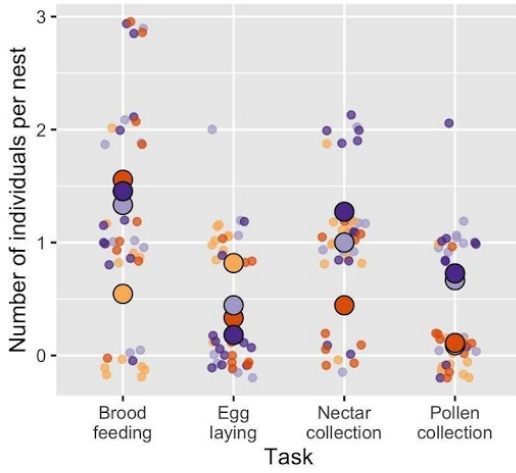 Number of individuals per nest
3
2
1
0
Brood
feeding
Egg
laying
Nectar
collection
Pollen
collection
Task